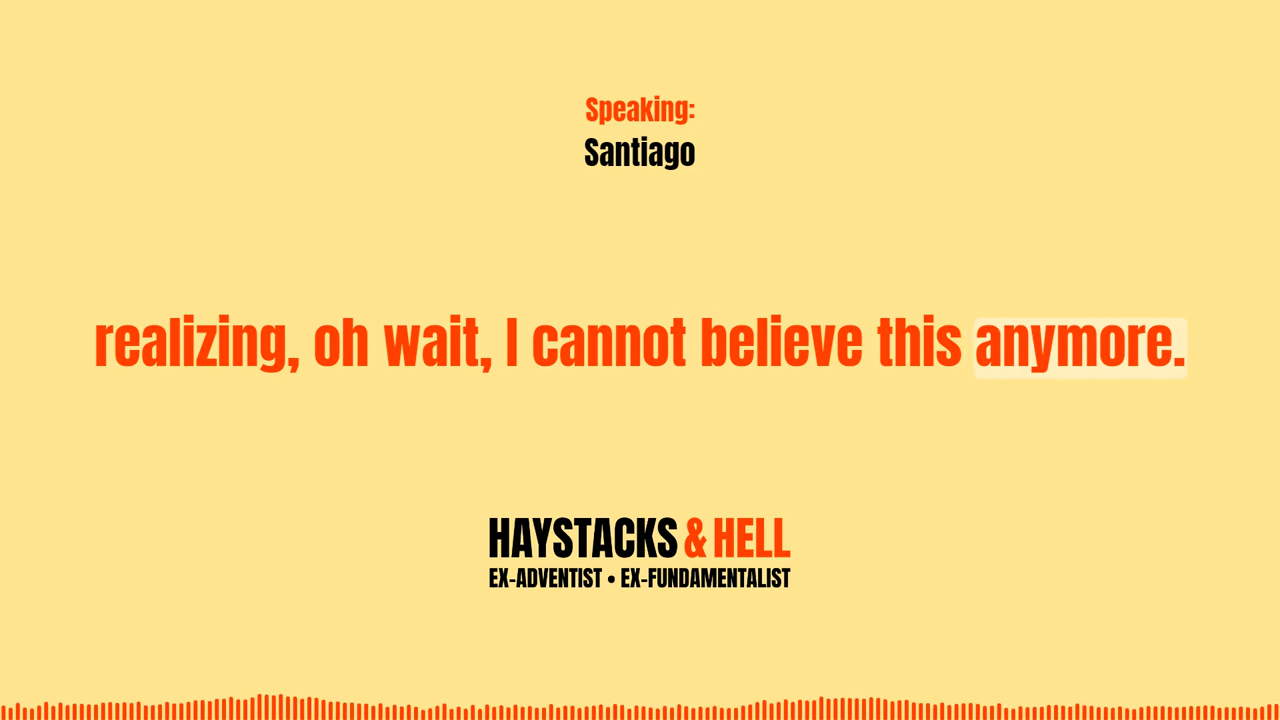 Speaking:
Santiago
realizing, oh wait, I cannot believe this anymore.
HAYSTACKS & HELL
EX-ADVENTIST • EX-FUNDAMENTALIST